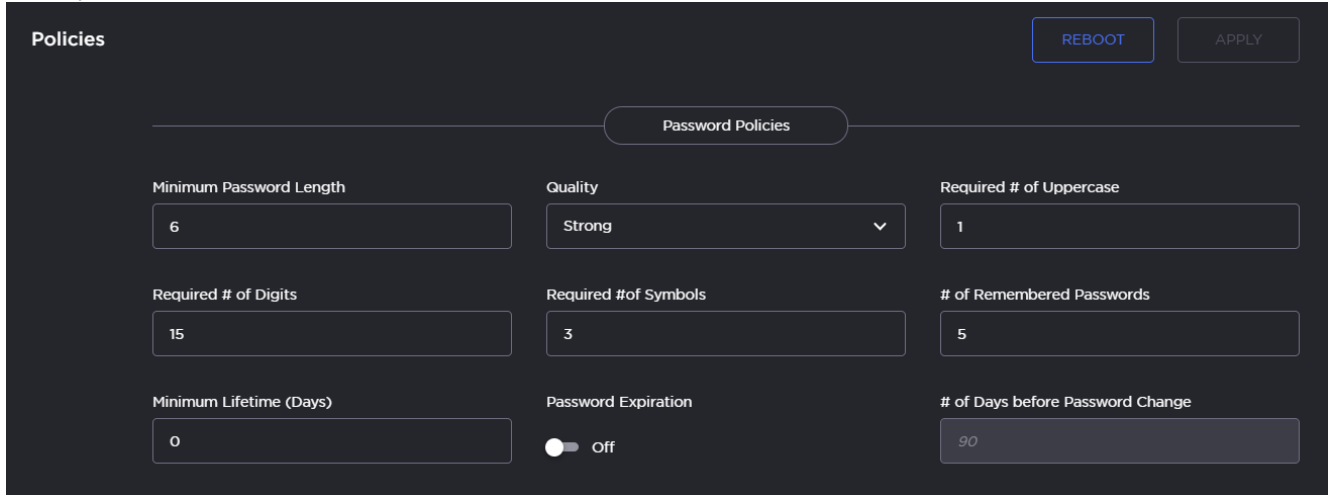 Policies
REBOOT
APPLY
Password Policies
Minimum Password Length
Quality
Required # of Uppercase
6
Strong
1
Required # of Digits
Required #of Symbols
# of Remembered Passwords
15
3
5
Minimum Lifetime (Days)
Password Expiration
# of Days before Password Change
0
Off
90